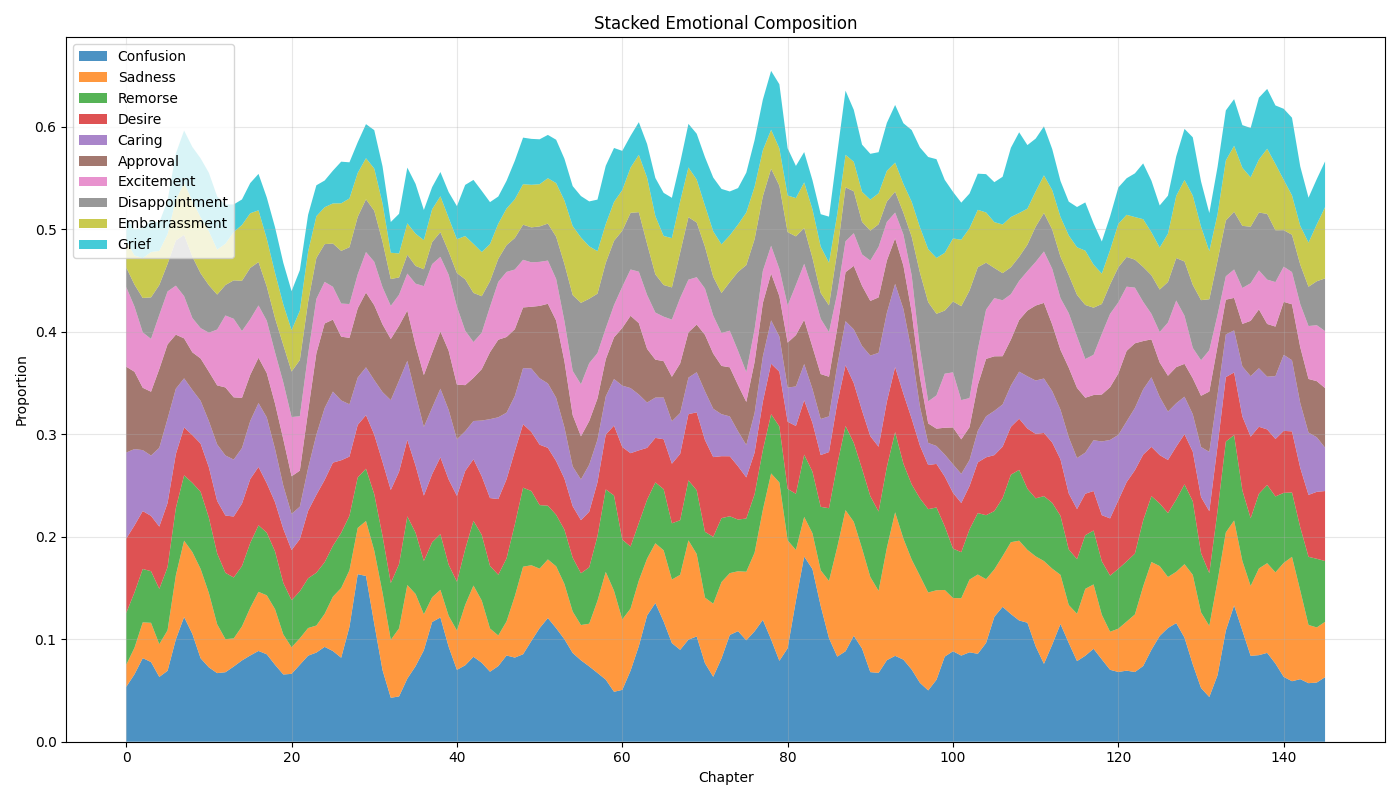 Stacked Emotional Composition
Confusion
Sadness
Remorse
Desire
Caring
Approval
Excitement
Disappointment
Embarrassment
Grief
Proportion
0.6
0.5
0.4
0.3
0.2
0.1
0.0
0 20 40 60 80 100 120 140
Chapter